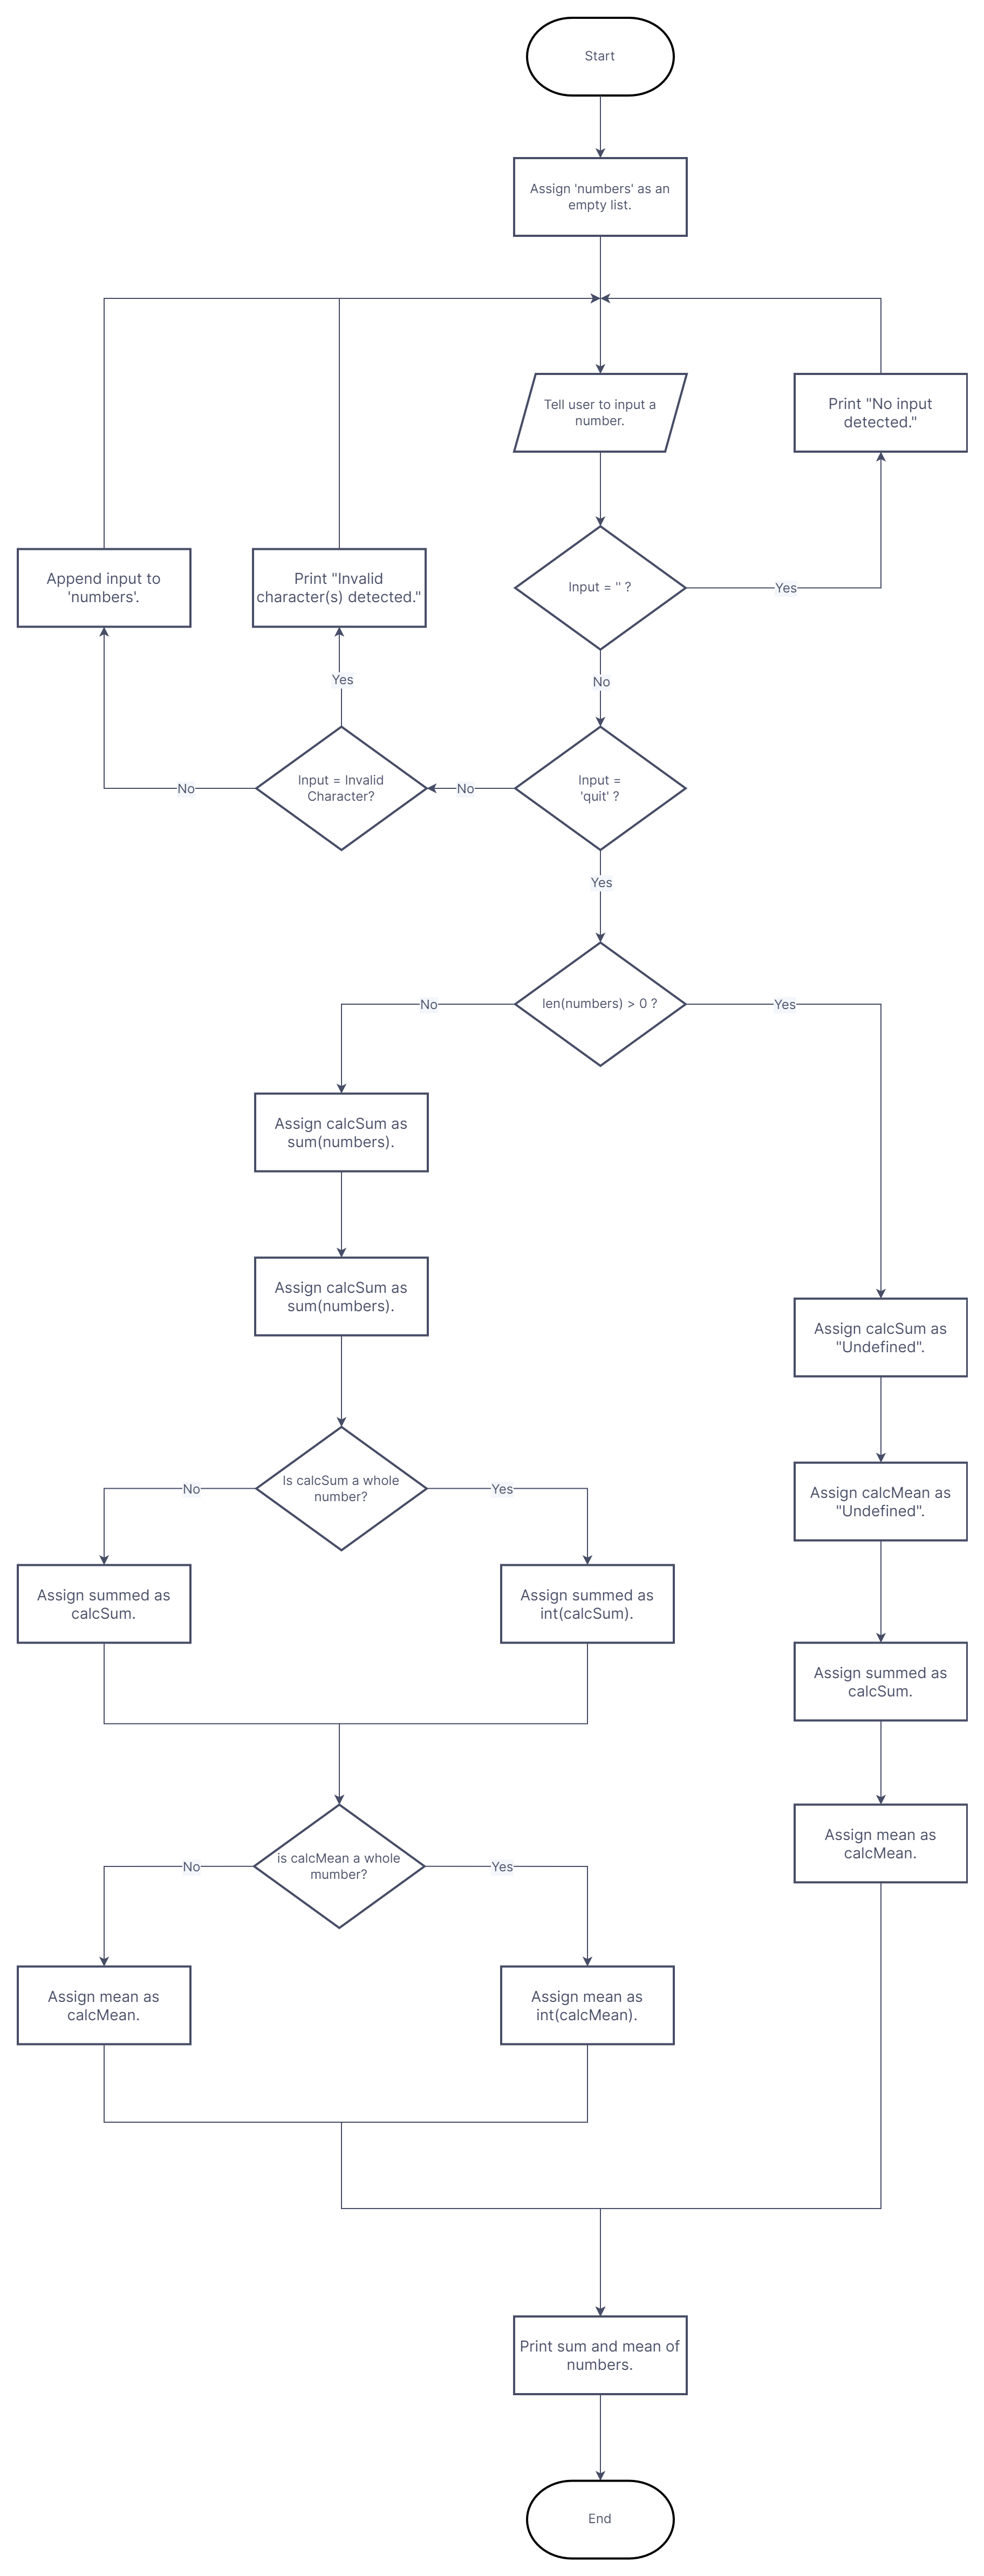 Start
Assign 'numbers' as an
empty list.
Tell user to input a
number.
Print "No input
detected."
Append input to
'numbers'.
Print "Invalid
character(s) detected."
Input = '' ?
Yes
Yes
No
Input = Invalid
Character?
Input =
'quit' ?
No
No
Yes
len(numbers) > 0 ?
No
Yes
Assign calcSum as
sum(numbers).
Assign calcSum as
sum(numbers).
Assign calcSum as
"Undefined".
Is calcSum a whole
number?
No
Yes
Assign calcMean as
"Undefined".
Assign summed as
calcSum.
Assign summed as
int(calcSum).
Assign summed as
calcSum.
Assign mean as
calcMean.
is calcMean a whole
mumber?
No
Yes
Assign mean as
calcMean.
Assign mean as
int(calcMean).
Print sum and mean of
numbers.
End